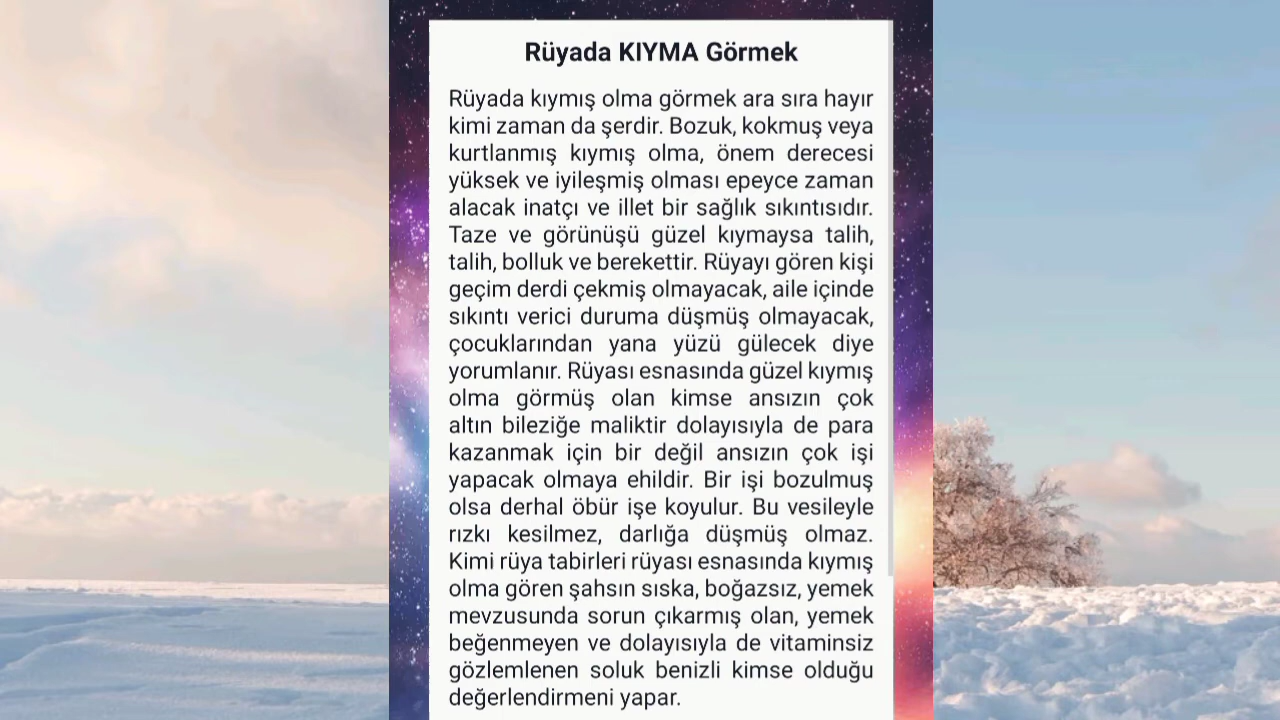 Rüyada KIYMA Görmek
Rüyada kıymış olma görmek ara sıra hayır
kimi zaman da şerdir. Bozuk, kokmuş veya
kurtlanmış kıymış olma, önem derecesi
yüksek ve iyileşmiş olması epeyce zaman
alacak inatçı ve illet bir sağlık sıkıntısıdır.
Taze ve görünüşü güzel kıymaysa talih,
talih, bolluk ve berekettir. Rüyayı gören kişi
geçim derdi çekmiş olmayacak, aile içinde
sıkıntı verici duruma düşmüş olmayacak,
çocuklarından yana yüzü gülecek diye
yorumlanır. Rüyası esnasında güzel kıymış
olma görmüş olan kimse ansızın çok
altın bileziğe maliktir dolayısıyla de para
kazanmak için bir değil ansızın çok işi
yapacak olmaya ehildir. Bir işi bozulmuş
olsa derhal öbür işe koyulur. Bu vesileyle
rızkı kesilmez, darlığa düşmüş olmaz.
Kimi rüya tabirleri rüyası esnasında kıymış
olma gören şahsın sıska, boğazsız, yemek
mevzusunda sorun çıkarmış olan, yemek
beğenmeyen ve dolayısıyla de vitaminsiz
gözlemlenen soluk benizli kimse olduğu
değerlendirmeni yapar.